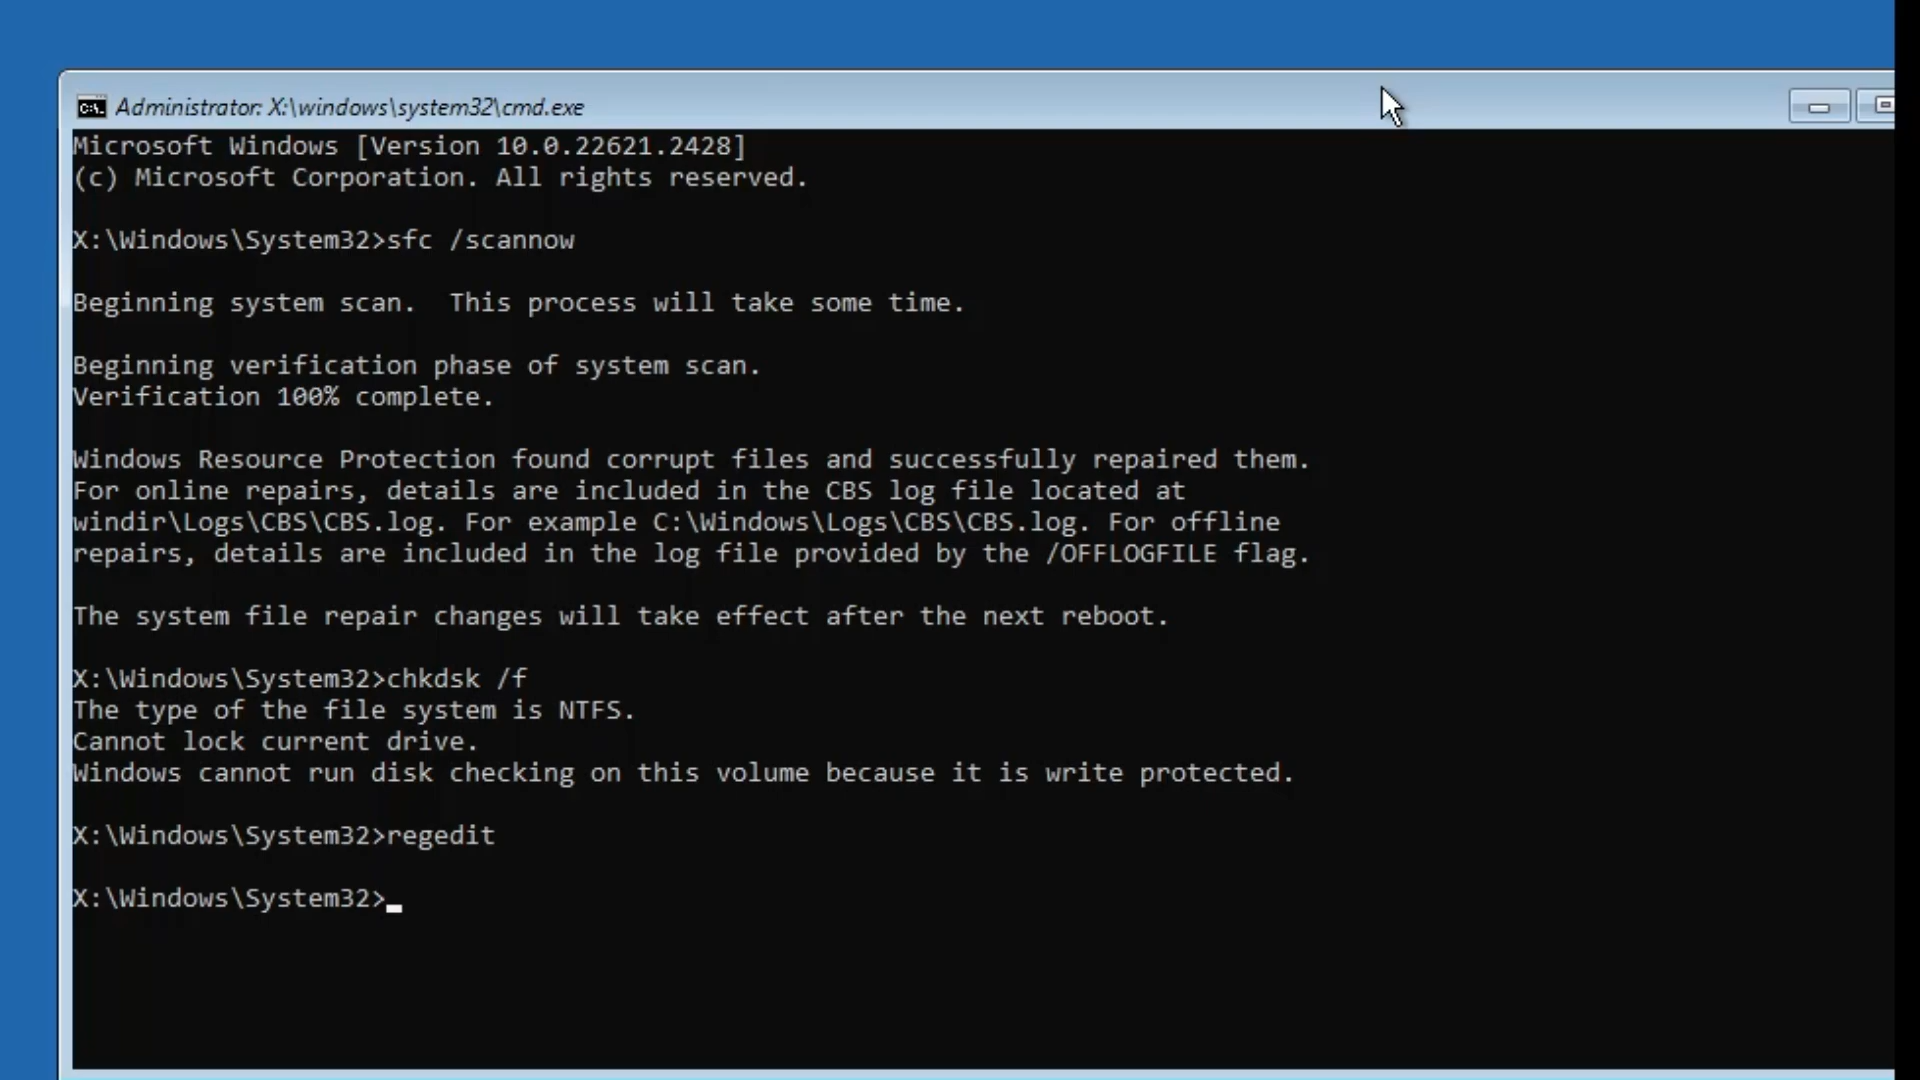 Administrator: X:\windows\system32\cmd.exe
Microsoft Windows [Version 10.0.22621.2428]
(c) Microsoft Corporation. All rights reserved.
X:\Windows\System32>sfc /scannow
Beginning system scan.  This process will take some time.
Beginning verification phase of system scan.
Verification 100% complete.
Windows Resource Protection found corrupt files and successfully repaired them.
For online repairs, details are included in the CBS log file located at
windir\Logs\CBS\CBS.log. For example C:\Windows\Logs\CBS\CBS.log. For offline
repairs, details are included in the log file provided by the /OFFLOGFILE flag.
The system file repair changes will take effect after the next reboot.
X:\Windows\System32>chkdsk /f
The type of the file system is NTFS.
Cannot lock current drive.
Windows cannot run disk checking on this volume because it is write protected.
X:\Windows\System32>regedit
X:\Windows\System32>